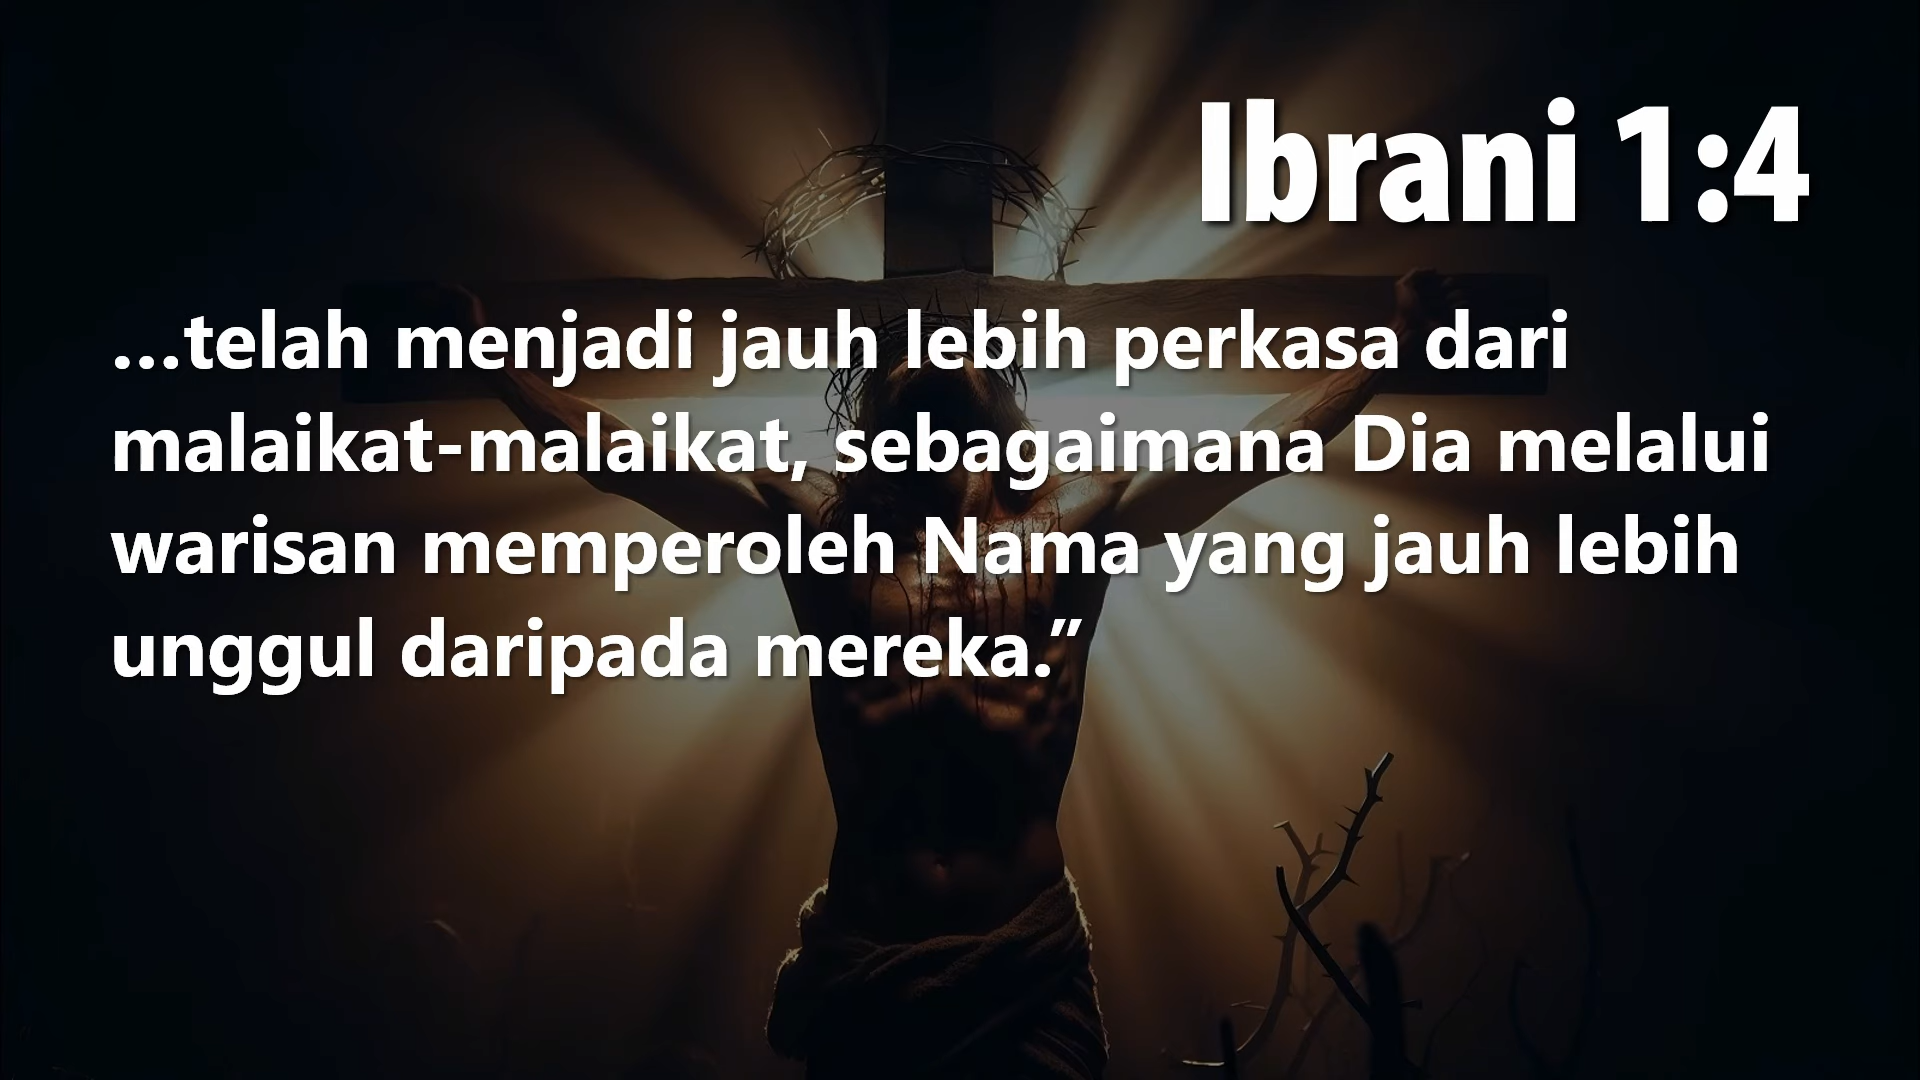 Ibrani 1:4
…telah menjadi jauh lebih perkasa dari
malaikat-malaikat, sebagaimana Dia melalui
warisan memperoleh Nama yang jauh lebih
unggul daripada mereka.”